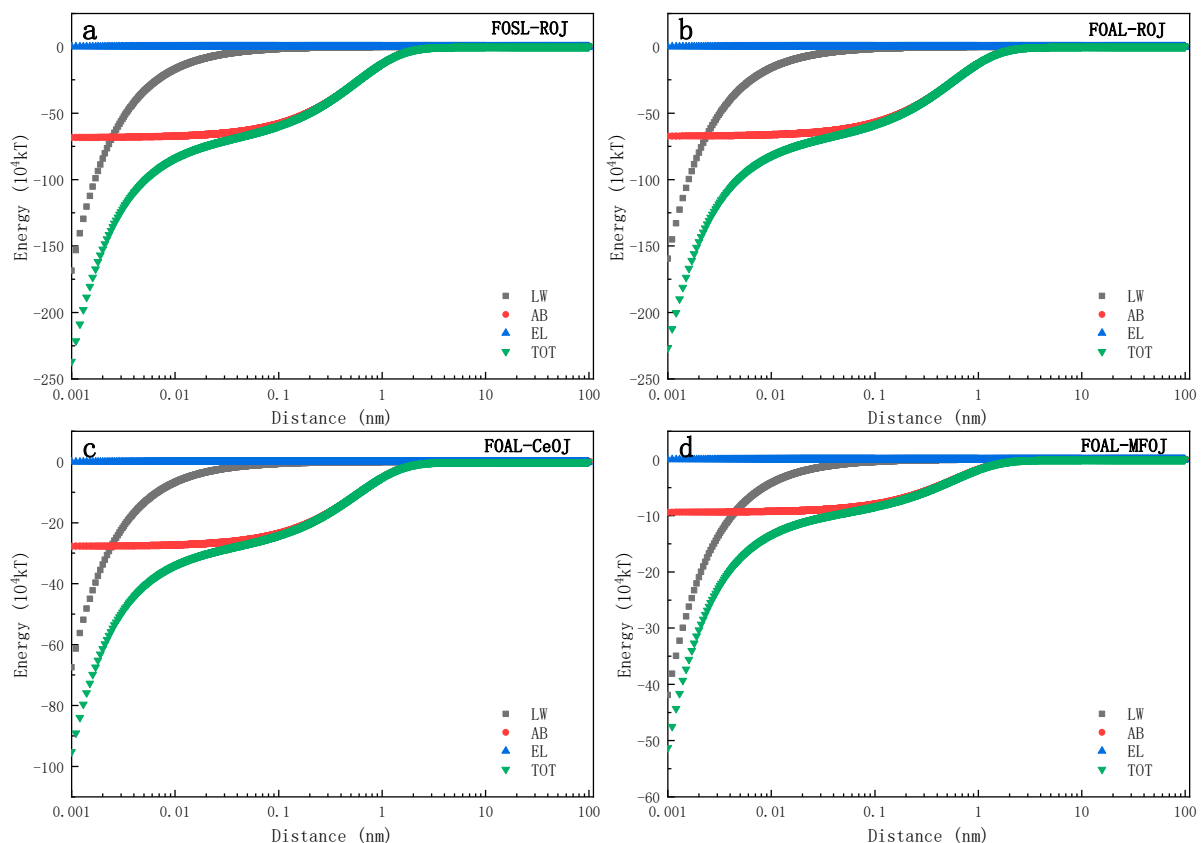 a
FOSL-ROJ
0
-50
-100
-150
-200
-250
Energy (10⁴kT)
LW
AB
EL
TOT
0.001
0.01
0.1
1
10
100
Distance (nm)
b
FOAL-ROJ
0
-50
-100
-150
-200
-250
Energy (10⁴kT)
LW
AB
EL
TOT
0.001
0.01
0.1
1
10
100
Distance (nm)
c
FOAL-CeOJ
0
-20
-40
-60
-80
-100
Energy (10⁴kT)
LW
AB
EL
TOT
0.001
0.01
0.1
1
10
100
Distance (nm)
d
FOAL-MFOJ
0
-10
-20
-30
-40
-50
-60
Energy (10⁴kT)
LW
AB
EL
TOT
0.001
0.01
0.1
1
10
100
Distance (nm)